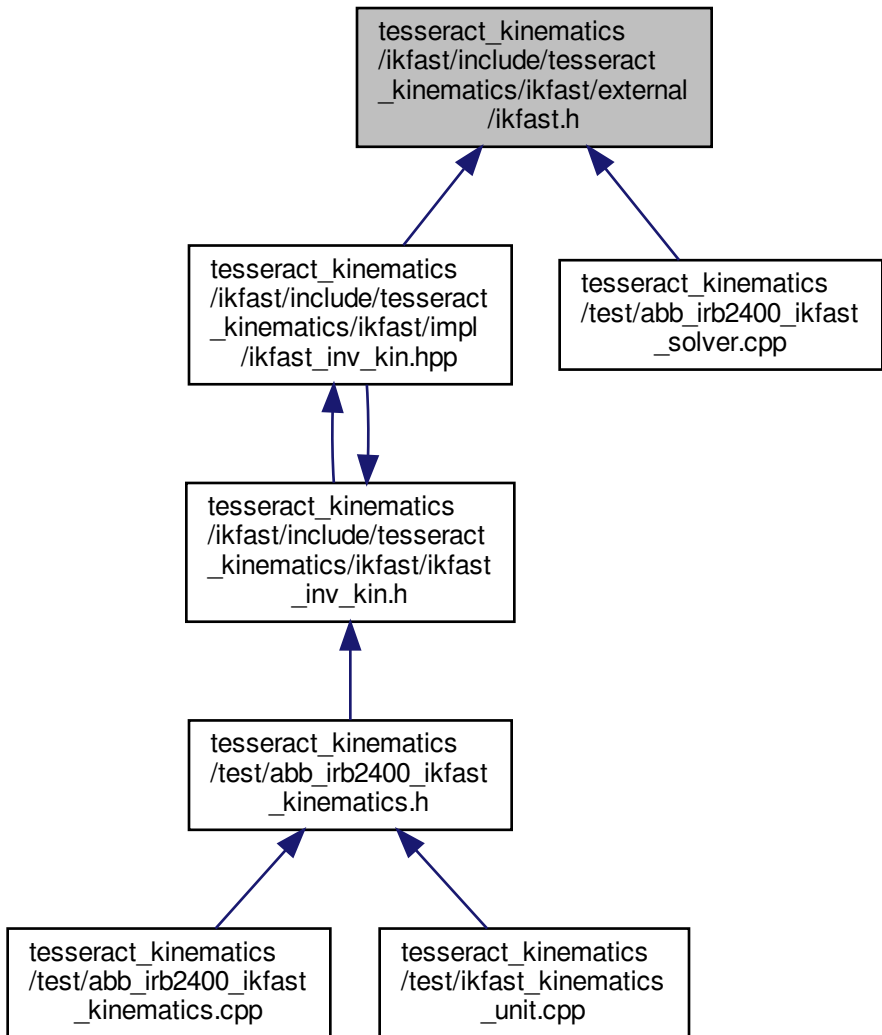 tesseract_kinematics
/ikfast/include/tesseract
_kinematics/ikfast/external
/ikfast.h
tesseract_kinematics
/ikfast/include/tesseract
_kinematics/ikfast/impl
/ikfast_inv_kin.hpp
tesseract_kinematics
/test/abb_irb2400_ikfast
_solver.cpp
tesseract_kinematics
/ikfast/include/tesseract
_kinematics/ikfast/ikfast
_inv_kin.h
tesseract_kinematics
/test/abb_irb2400_ikfast
_kinematics.h
tesseract_kinematics
/test/abb_irb2400_ikfast
_kinematics.cpp
tesseract_kinematics
/test/ikfast_kinematics
_unit.cpp